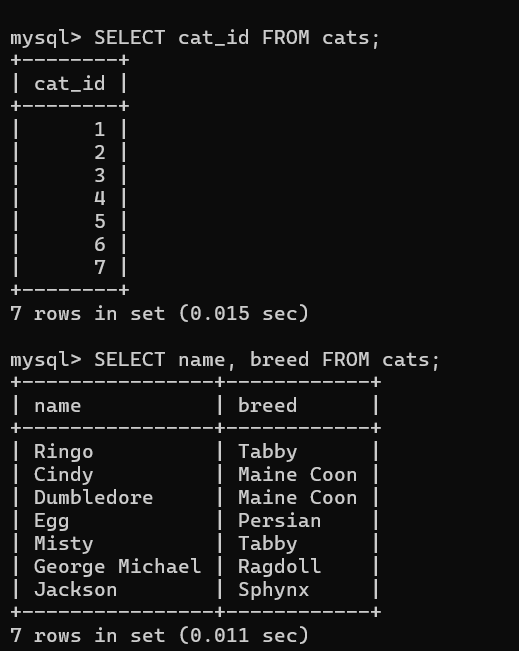 mysql> SELECT cat_id FROM cats;
+--------+
| cat_id |
+--------+
|      1 |
|      2 |
|      3 |
|      4 |
|      5 |
|      6 |
|      7 |
+--------+
7 rows in set (0.015 sec)

mysql> SELECT name, breed FROM cats;
+----------------+------------+
| name           | breed      |
+----------------+------------+
| Ringo          | Tabby      |
| Cindy          | Maine Coon |
| Dumbledore     | Maine Coon |
| Egg            | Persian    |
| Misty          | Tabby      |
| George Michael | Ragdoll    |
| Jackson        | Sphynx     |
+----------------+------------+
7 rows in set (0.011 sec)